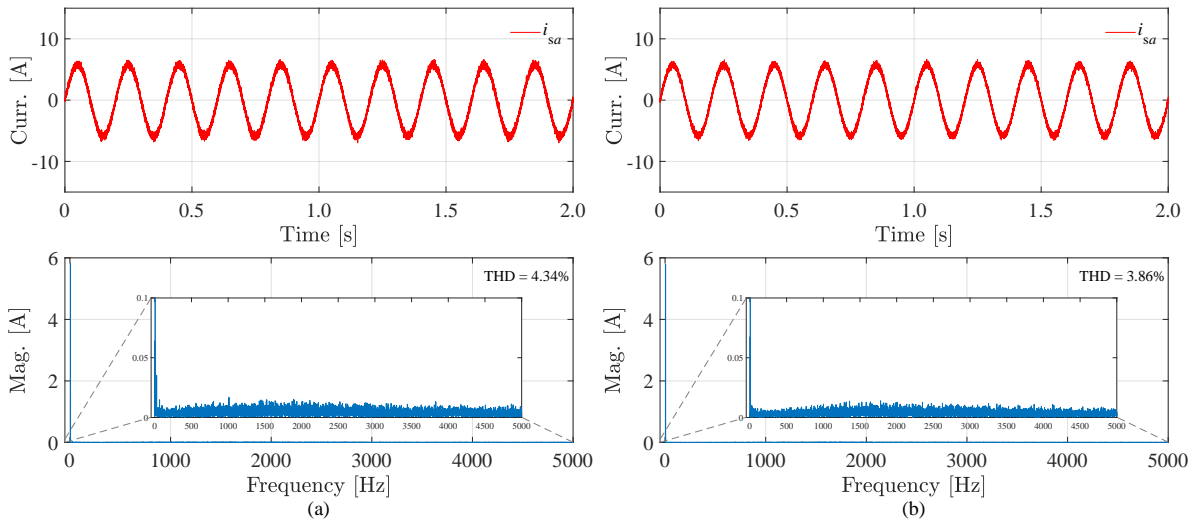 10
0
-10
Curr. [A]
i_sa
0 0.5 1.0 1.5 2.0
Time [s]
10
0
-10
Curr. [A]
i_sa
0 0.5 1.0 1.5 2.0
Time [s]
6
4
2
0
Mag. [A]
THD = 4.34%
0.1
0.05
0
0 500 1000 1500 2000 2500 3000 3500 4000 4500 5000
0 1000 2000 3000 4000 5000
Frequency [Hz]
(a)
6
4
2
0
Mag. [A]
THD = 3.86%
0.1
0.05
0
0 500 1000 1500 2000 2500 3000 3500 4000 4500 5000
0 1000 2000 3000 4000 5000
Frequency [Hz]
(b)